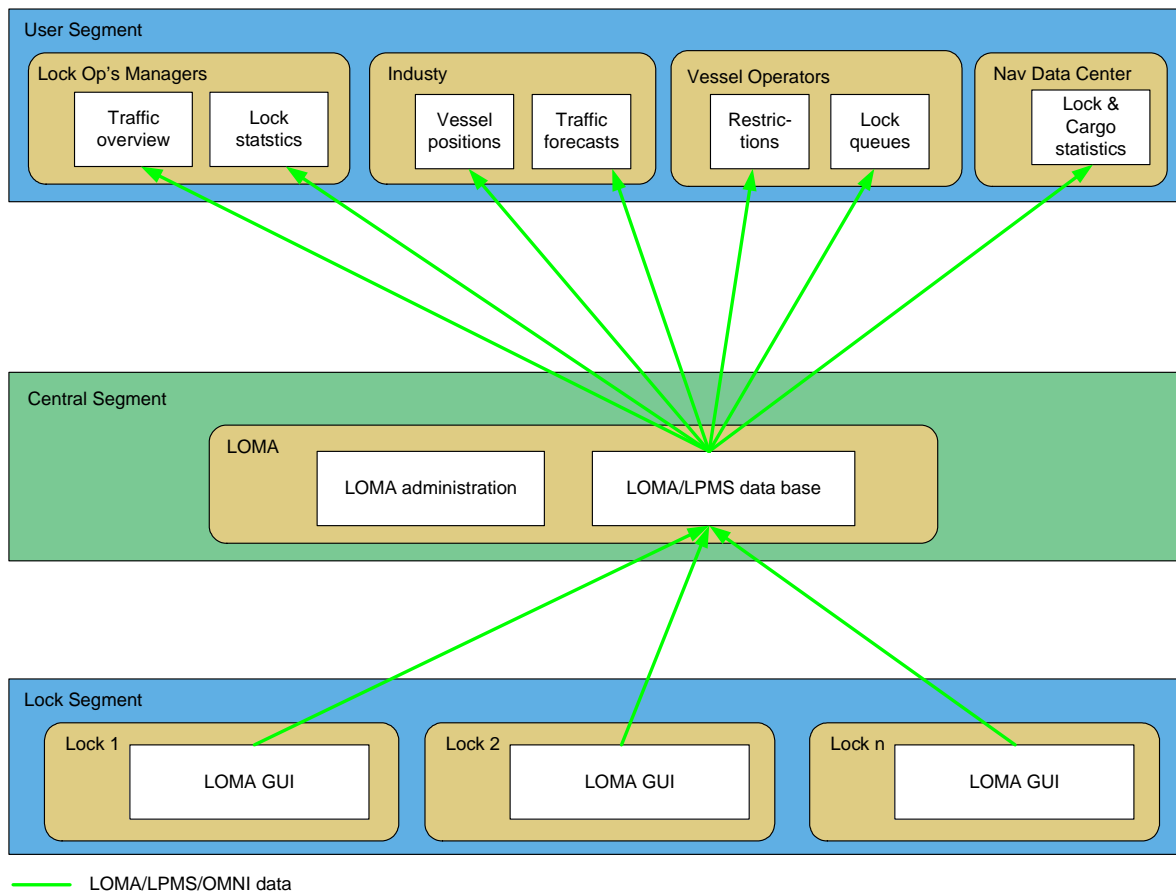 User Segment
Lock Op's Managers
Traffic
overview
Lock
statstics
Industy
Vessel
positions
Traffic
forecasts
Vessel Operators
Restric-
tions
Lock
queues
Nav Data Center
Lock &
Cargo
statistics
Central Segment
LOMA
LOMA administration
LOMA/LPMS data base
Lock Segment
Lock 1
LOMA GUI
Lock 2
LOMA GUI
Lock n
LOMA GUI
LOMA/LPMS/OMNI data